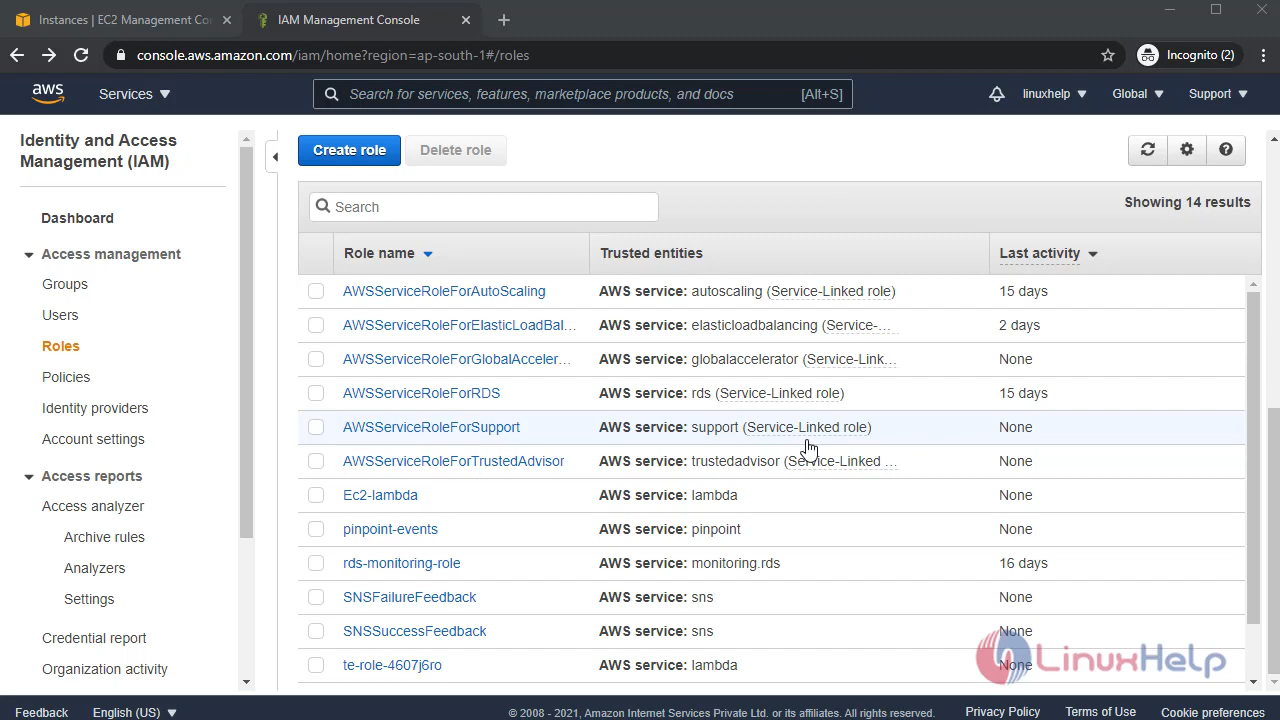 Instances | EC2 Management Co
IAM Management Console
console.aws.amazon.com/iam/home?region=ap-south-1#/roles
Incognito (2)
aws
Services
Search for services, features, marketplace products, and docs
[Alt+S]
linuxhelp
Global
Support
Identity and Access
Management (IAM)
Dashboard
Access management
Groups
Users
Roles
Policies
Identity providers
Account settings
Access reports
Access analyzer
Archive rules
Analyzers
Settings
Credential report
Organization activity
Create role
Delete role
Search
Showing 14 results
Role name
Trusted entities
Last activity
AWSServiceRoleForAutoScaling
AWS service: autoscaling (Service-Linked role)
15 days
AWSServiceRoleForElasticLoadBal...
AWS service: elasticloadbalancing (Service-...
2 days
AWSServiceRoleForGlobalAcceler...
AWS service: globalaccelerator (Service-Link...
None
AWSServiceRoleForRDS
AWS service: rds (Service-Linked role)
15 days
AWSServiceRoleForSupport
AWS service: support (Service-Linked role)
None
AWSServiceRoleForTrustedAdvisor
AWS service: trustedadvisor (Service-Linked ...
None
Ec2-lambda
AWS service: lambda
None
pinpoint-events
AWS service: pinpoint
None
rds-monitoring-role
AWS service: monitoring.rds
16 days
SNSFailureFeedback
AWS service: sns
None
SNSSuccessFeedback
AWS service: sns
None
te-role-4607j6ro
AWS service: lambda
None
LinuxHelp
Feedback
English (US)
© 2008 - 2021, Amazon Internet Services Private Ltd. or its affiliates. All rights reserved.
Privacy Policy
Terms of Use
Cookie preferences